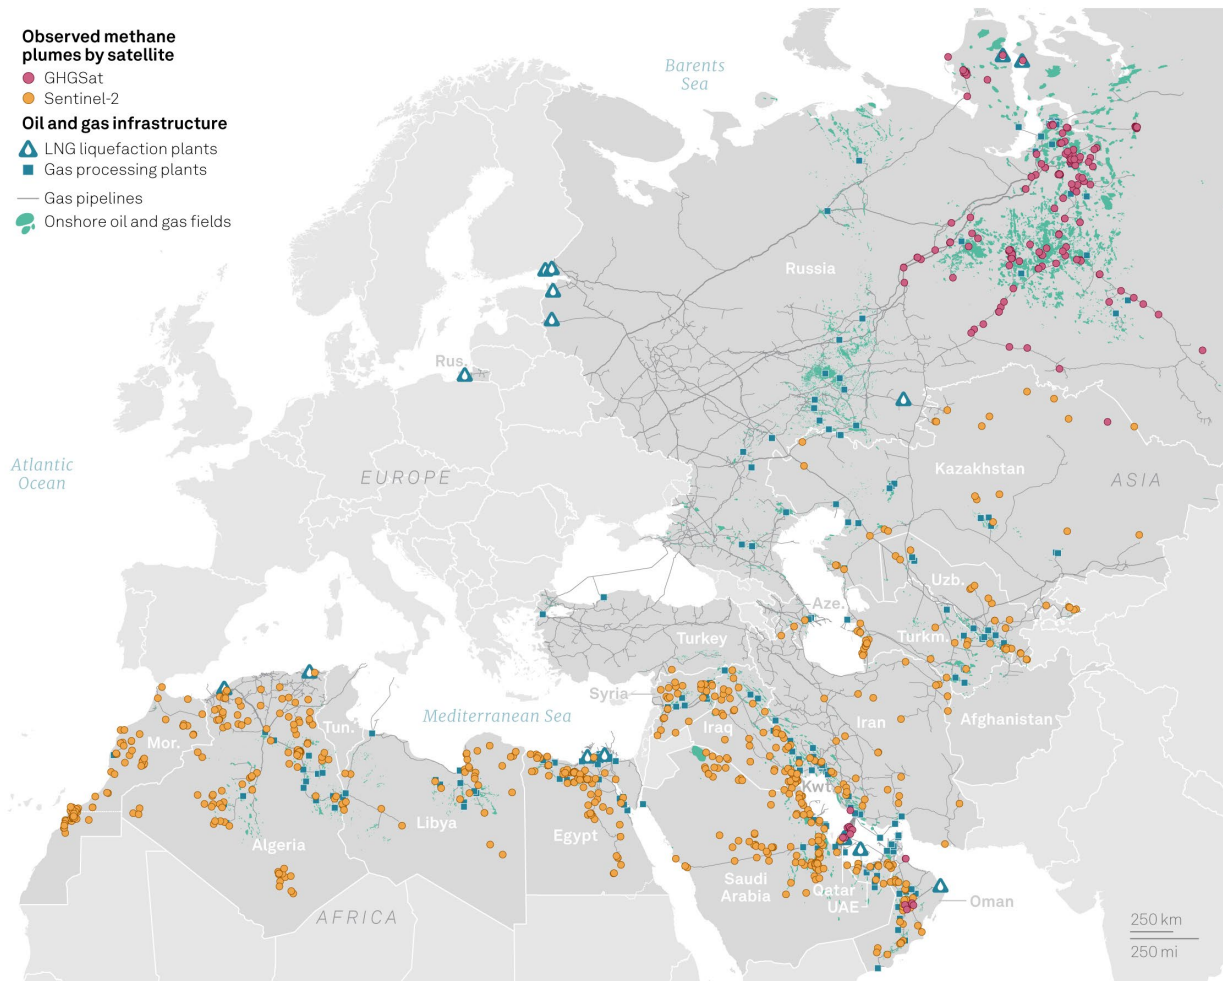 Observed methane
plumes by satellite
GHGSat
Sentinel-2
Oil and gas infrastructure
LNG liquefaction plants
Gas processing plants
Gas pipelines
Onshore oil and gas fields
Barents
Sea
Russia
Rus.
Atlantic
Ocean
EUROPE
Kazakhstan
ASIA
Uzb.
Aze.
Turkey
Turkm.
Syria
Mediterranean Sea
Afghanistan
Iran
Iraq
Mor.
Tun.
Kwt.
Libya
Egypt
Algeria
Saudi
Arabia
Qatar
UAE
Oman
AFRICA
250 km
250 mi